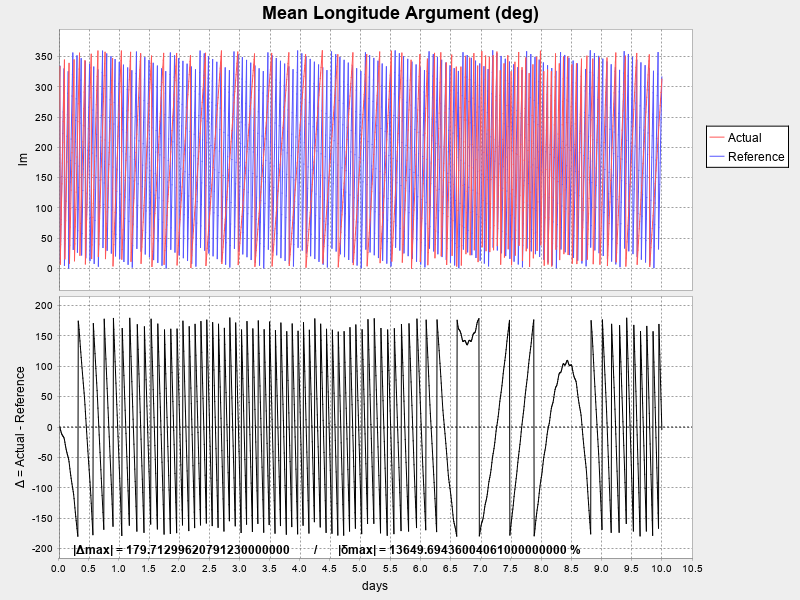 Mean Longitude Argument (deg)
350
300
250
200
150
100
50
0
lm
Actual
Reference
200
150
100
50
0
-50
-100
-150
-200
Δ = Actual - Reference
|Δmax| = 179.71299620791230000000 / |δmax| = 13649.69436004061000000000 %
0.0 0.5 1.0 1.5 2.0 2.5 3.0 3.5 4.0 4.5 5.0 5.5 6.0 6.5 7.0 7.5 8.0 8.5 9.0 9.5 10.0 10.5
days